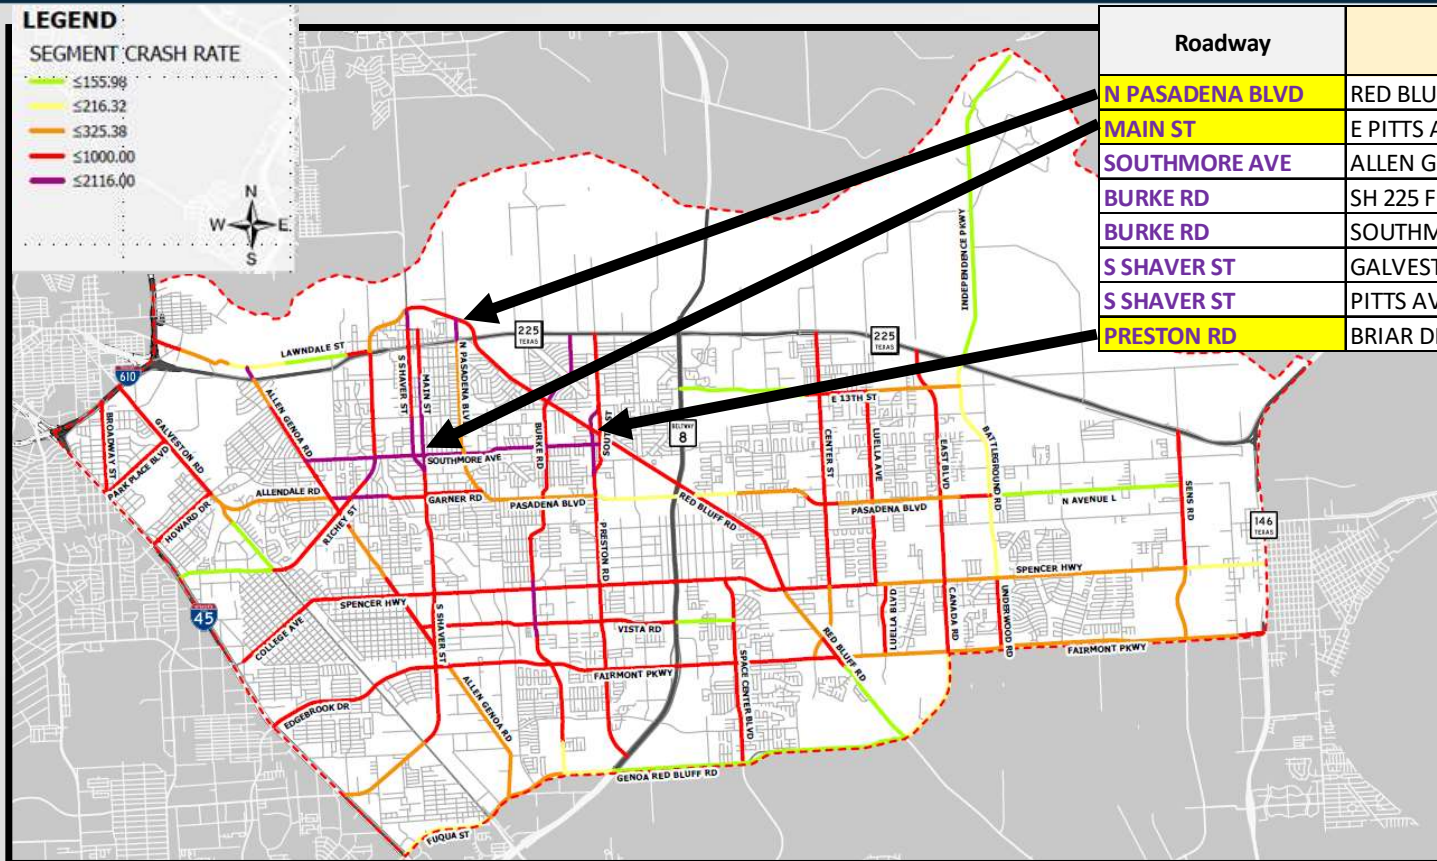 LEGEND
SEGMENT CRASH RATE
≤155.98
≤216.32
≤325.38
≤1000.00
≤2116.00
N
W E
S
Roadway
N PASADENA BLVD RED BLU
MAIN ST E PITTS A
SOUTHMORE AVE ALLEN G
BURKE RD SH 225 F
BURKE RD SOUTHM
S SHAVER ST GALVEST
S SHAVER ST PITTS AV
PRESTON RD BRIAR D
INDEPENDENCE PKWY
225
TEXAS
225
TEXAS
LAWNDALE ST
610
S SHAVER ST
MAIN ST
N PASADENA BLV
E 13TH ST
BROADWAY ST
GALVESTON RD
PARK PLACE BLVD
ALLEN GENOA RD
SOUTHMORE AVE
BURKE RD
SOUTH ST
BELTWAY
8
CENTER ST
LUELLA AVE
EAST BLVD
BATTLEGROUND RD
ALLENDALE RD
GARNER RD
PASADENA BLVD
RED BLUFF RD
PASADENA BLVD
N AVENUE L
SENS RD
146
TEXAS
HOWARD DR
RICHEY ST
PRESTON RD
SPENCER HWY
SPENCER HWY
45
COLLEGE AVE
S SHAVER ST
VISTA RD
RED BLUFF RD
LUELLA BLVD
CANADA RD
UNDERWOOD RD
FAIRMONT PKWY
FAIRMONT PKWY
SPACE CENTER BLVD
EDGEBROOK DR
ALLEN GENOA RD
GENOA RED BLUFF RD
FUQUA ST